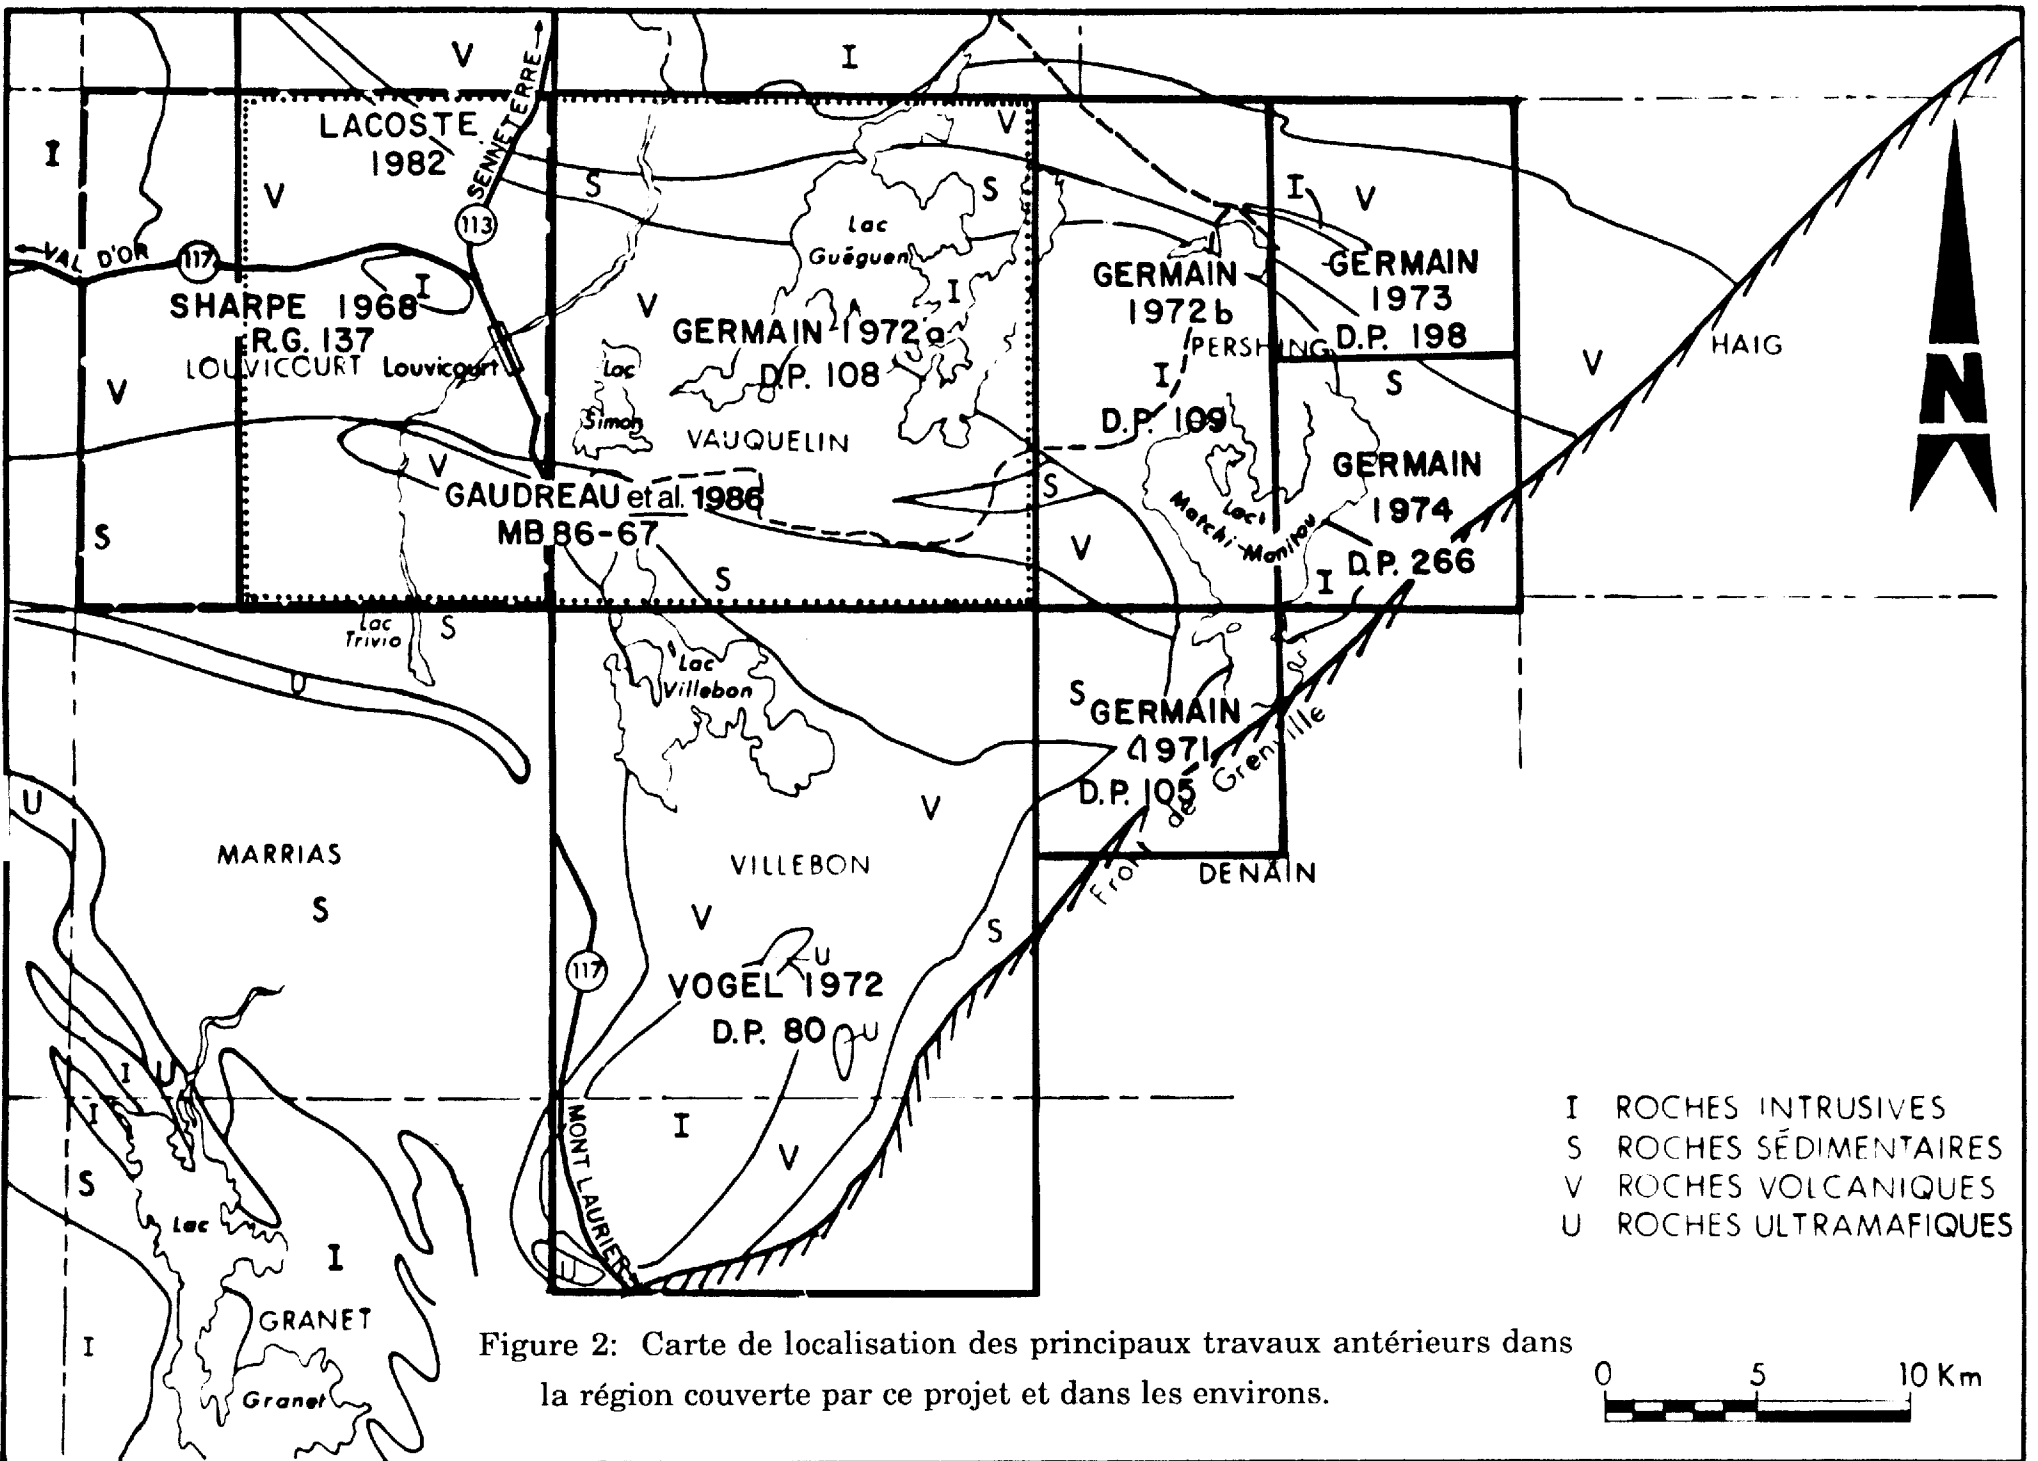 V
I
SENNETERRE
LACOSTE
1982
V
I
V
S
S
I
V
113
Lac
Guéguen
VAL D'OR
117
GERMAIN
1972b
GERMAIN
1973
D.P. 198
SHARPE 1968
R.G. 137
I
V
I
GERMAIN 1972a
D.P. 108
LOUVICOURT
Louvicourt
Lac
Simon
PERSHING
HAIG
V
N
V
I
S
D.P. 109
VAUQUELIN
V
GERMAIN
1974
D.P. 266
GAUDREAU et al. 1986
MB 86-67
S
Lac
Matchi-Manitou
S
V
I
S
Lac
Trivio
S
U
Lac
Villebon
S
GERMAIN
1971
D.P. 105
Front de Grenville
U
V
MARRIAS
S
VILLEBON
DENAIN
V
S
117
U
VOGEL 1972
D.P. 80
U
I
U
I
MONT LAURIER
I
V
S
Lac
Granet
I
U
GRANET
I
I ROCHES INTRUSIVES
S ROCHES SÉDIMENTAIRES
V ROCHES VOLCANIQUES
U ROCHES ULTRAMAFIQUES
Figure 2: Carte de localisation des principaux travaux antérieurs dans
la région couverte par ce projet et dans les environs.
0 5 10 Km